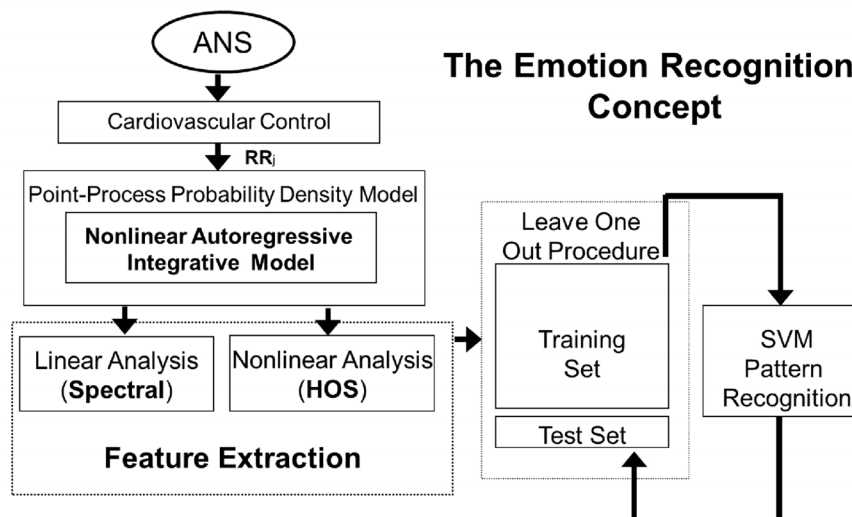 ANS
The Emotion Recognition
Concept
Cardiovascular Control
RRj
Point-Process Probability Density Model
Nonlinear Autoregressive
Integrative Model
Linear Analysis
(Spectral)
Nonlinear Analysis
(HOS)
Feature Extraction
Leave One
Out Procedure
Training
Set
Test Set
SVM
Pattern
Recognition